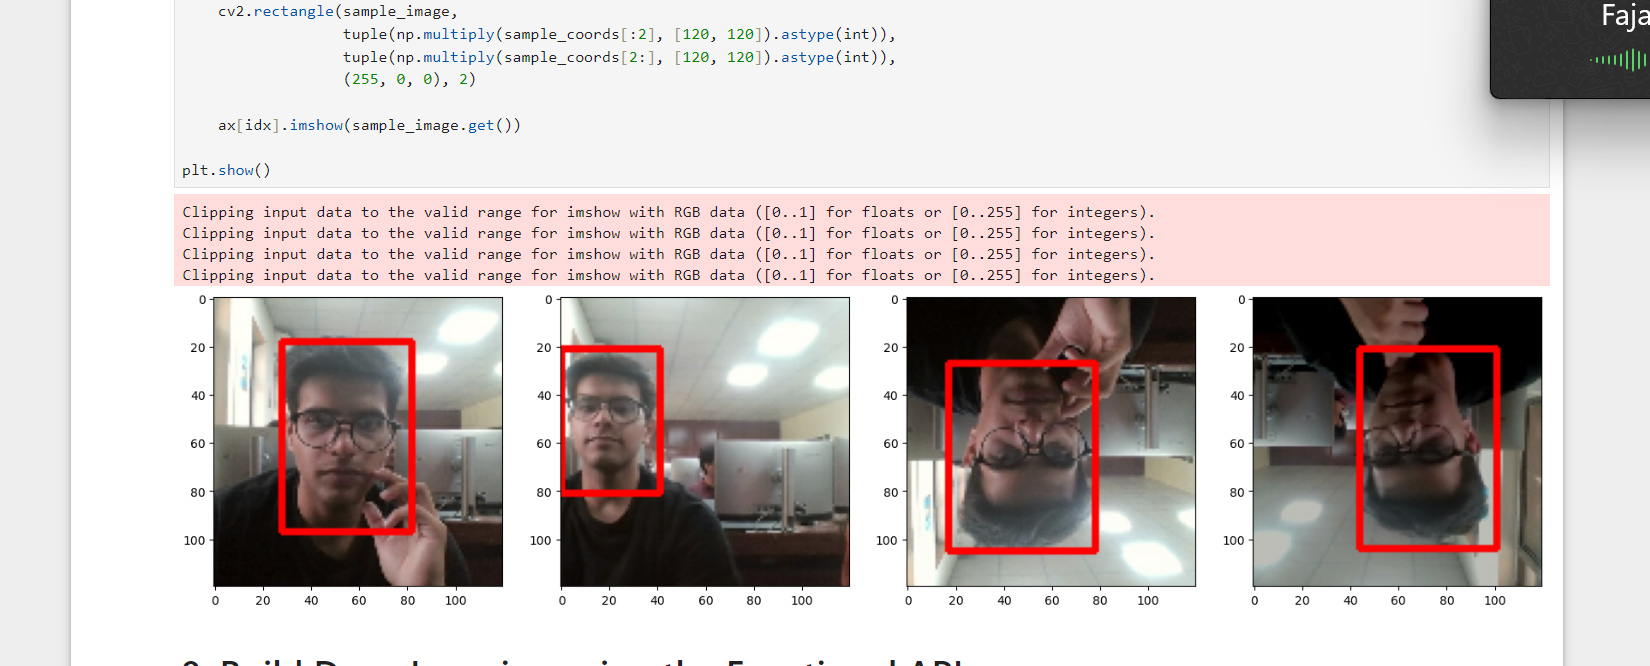 cv2.rectangle(sample_image,
tuple(np.multiply(sample_coords[:2], [120, 120]).astype(int)),
tuple(np.multiply(sample_coords[2:], [120, 120]).astype(int)),
(255, 0, 0), 2)
ax[idx].imshow(sample_image.get())
plt.show()
Faja
Clipping input data to the valid range for imshow with RGB data ([0..1] for floats or [0..255] for integers).
Clipping input data to the valid range for imshow with RGB data ([0..1] for floats or [0..255] for integers).
Clipping input data to the valid range for imshow with RGB data ([0..1] for floats or [0..255] for integers).
Clipping input data to the valid range for imshow with RGB data ([0..1] for floats or [0..255] for integers).
0
20
40
60
80
100
0 20 40 60 80 100
0
20
40
60
80
100
0 20 40 60 80 100
0
20
40
60
80
100
0 20 40 60 80 100
0
20
40
60
80
100
0 20 40 60 80 100